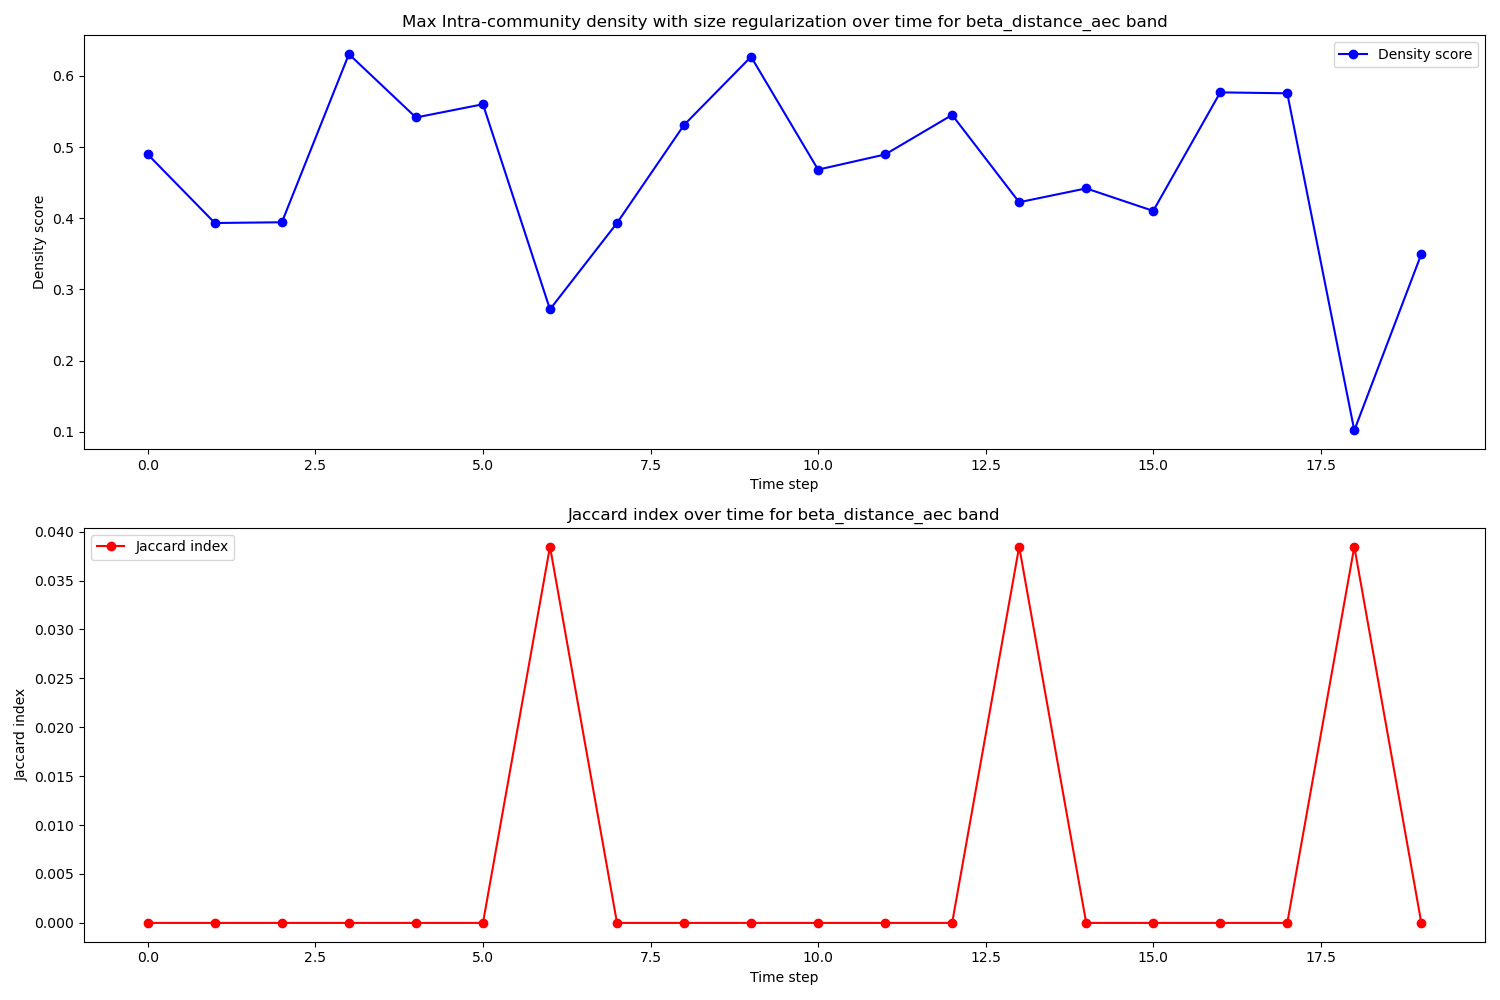 Max Intra-community density with size regularization over time for beta_distance_aec band
Density score
0.6
0.5
0.4
0.3
0.2
0.1
Density score
0.0 2.5 5.0 7.5 10.0 12.5 15.0 17.5
Time step
Jaccard index over time for beta_distance_aec band
Jaccard index
0.040
0.035
0.030
0.025
0.020
0.015
0.010
0.005
0.000
Jaccard index
0.0 2.5 5.0 7.5 10.0 12.5 15.0 17.5
Time step